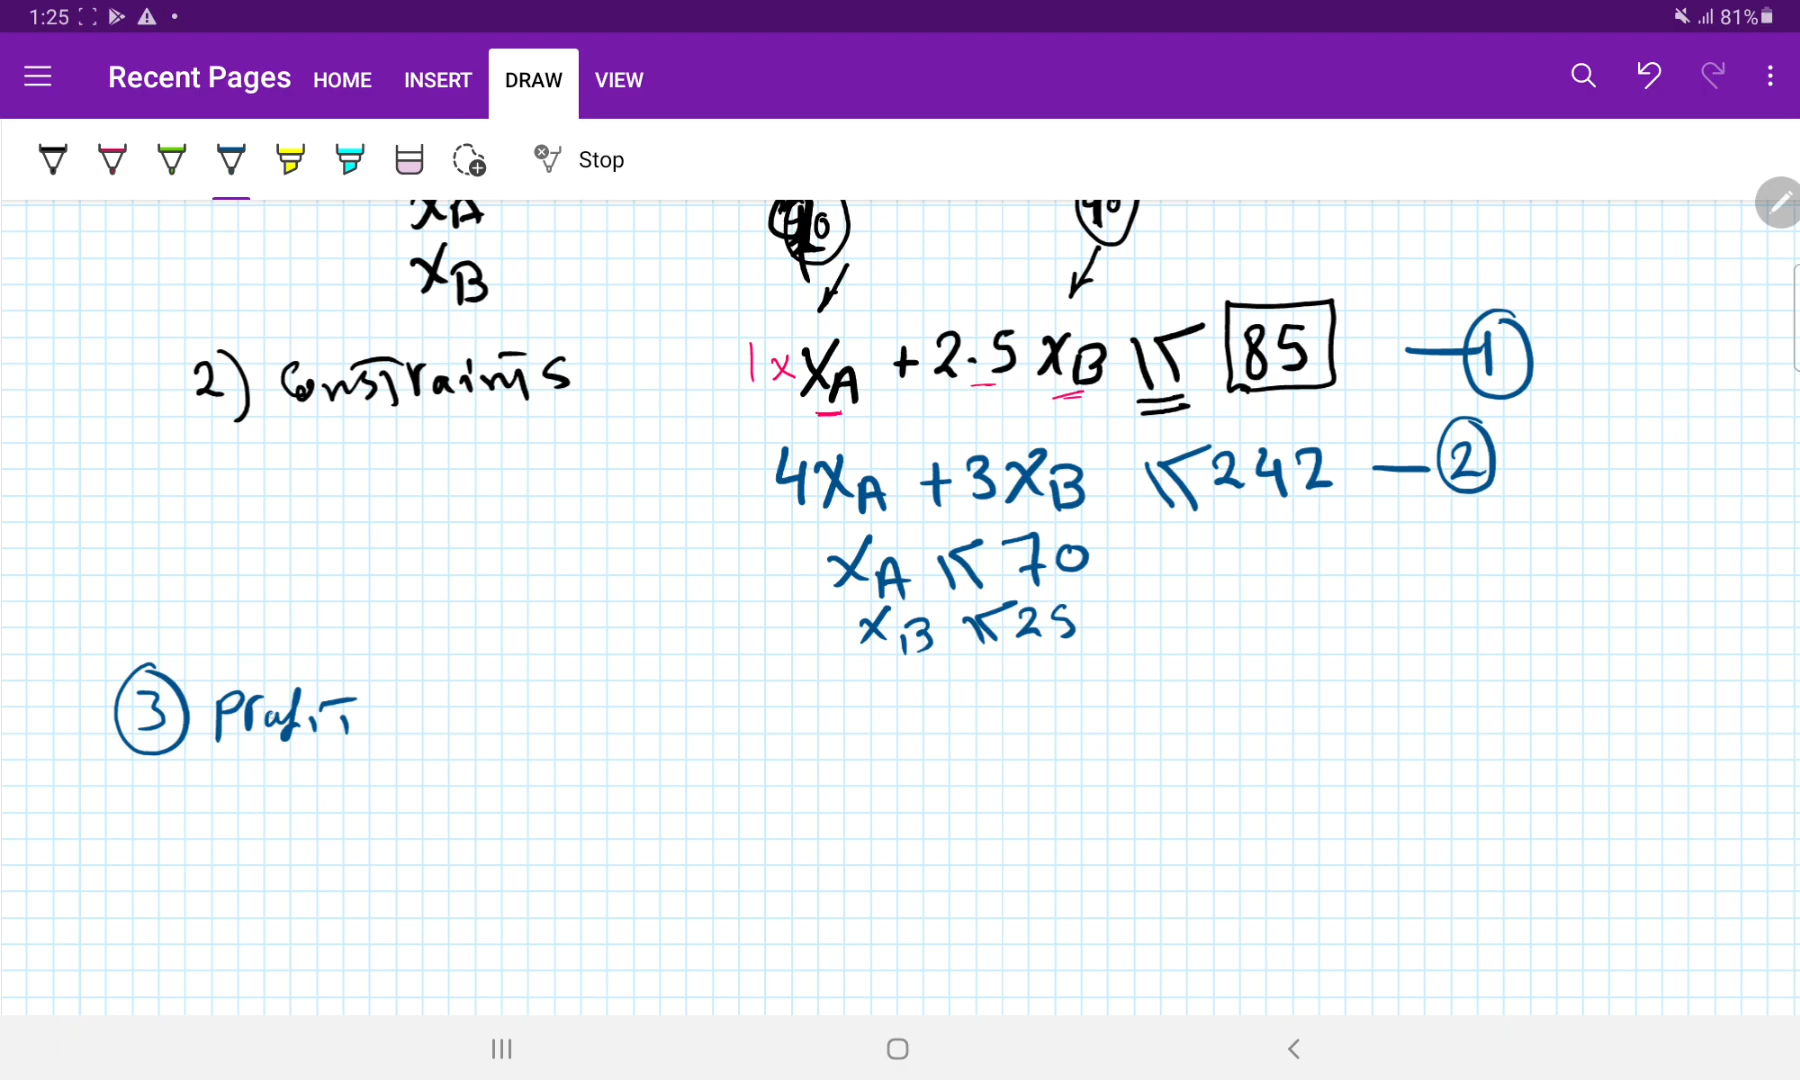 1:25
81%
Recent Pages HOME INSERT DRAW VIEW
Stop
xA
40
xB
2) Constraints
1x xA + 2.5 xB ≤ 85 — 1
4xA + 3xB ≤ 242 — 2
xA ≤ 70
xB ≤ 25
3 Profit